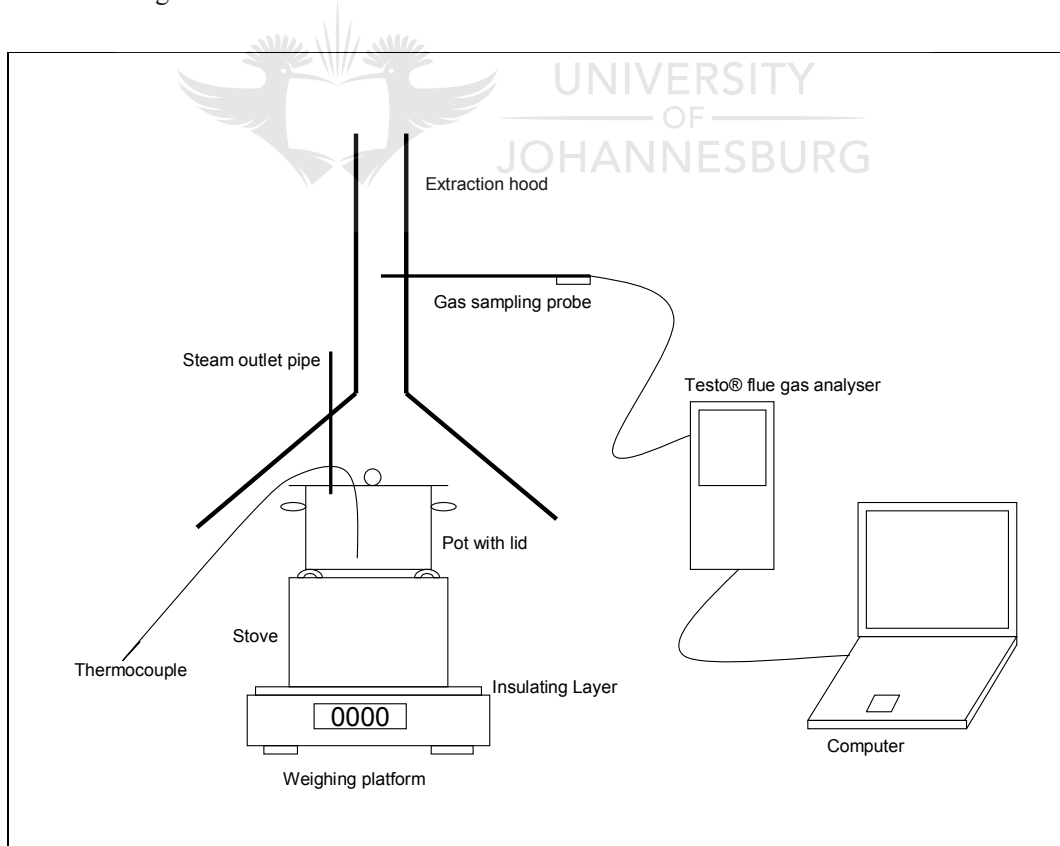 UNIVERSITY
OF
JOHANNESBURG
Extraction hood
Gas sampling probe
Steam outlet pipe
Testo® flue gas analyser
Pot with lid
Stove
Thermocouple
Insulating Layer
0000
Computer
Weighing platform